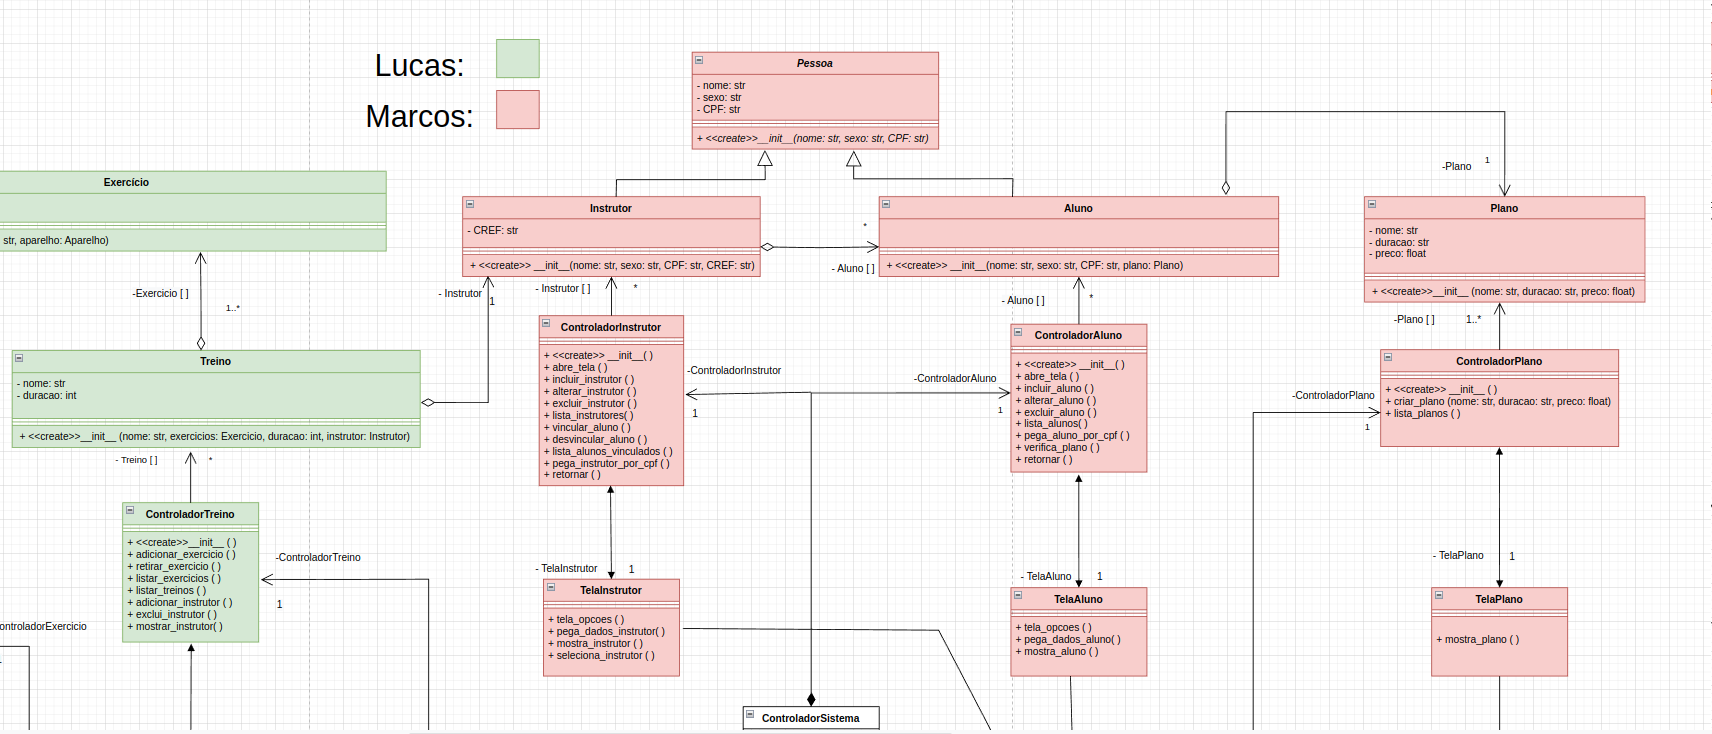 Lucas:
Marcos:
Pessoa
- nome: str
- sexo: str
- CPF: str
+ <<create>>__init__(nome: str, sexo: str, CPF: str)
Exercício
str, aparelho: Aparelho)
Instrutor
- CREF: str
+ <<create>> __init__(nome: str, sexo: str, CPF: str, CREF: str)
*
- Aluno [ ]
Aluno
+ <<create>> __init__(nome: str, sexo: str, CPF: str, plano: Plano)
-Plano
1
Plano
- nome: str
- duracao: str
- preco: float
+ <<create>>__init__ (nome: str, duracao: str, preco: float)
-Exercicio [ ]
1..*
- Instrutor
1
- Instrutor [ ]
*
- Aluno [ ]
*
-Plano [ ]
1..*
Treino
- nome: str
- duracao: int
+ <<create>>__init__ (nome: str, exercicios: Exercicio, duracao: int, instrutor: Instrutor)
- Treino [ ]
*
ControladorInstrutor
+ <<create>> __init__( )
+ abre_tela ( )
+ incluir_instrutor ( )
+ alterar_instrutor ( )
+ excluir_instrutor ( )
+ lista_instrutores( )
+ vincular_aluno ( )
+ desvincular_aluno ( )
+ lista_alunos_vinculados ( )
+ pega_instrutor_por_cpf ( )
+ retornar ( )
-ControladorInstrutor
1
-ControladorAluno
1
ControladorAluno
+ <<create>> __init__( )
+ abre_tela ( )
+ incluir_aluno ( )
+ alterar_aluno ( )
+ excluir_aluno ( )
+ lista_alunos( )
+ pega_aluno_por_cpf ( )
+ verifica_plano ( )
+ retornar ( )
-ControladorPlano
1
ControladorPlano
+ <<create>>__init__ ( )
+ criar_plano (nome: str, duracao: str, preco: float)
+ lista_planos ( )
ControladorTreino
+ <<create>>__init__ ( )
+ adicionar_exercicio ( )
+ retirar_exercicio ( )
+ listar_exercicios ( )
+ listar_treinos ( )
+ adicionar_instrutor ( )
+ exclui_instrutor ( )
+ mostrar_instrutor( )
-ControladorTreino
1
ontroladorExercicio
- TelaInstrutor
1
TelaInstrutor
+ tela_opcoes ( )
+ pega_dados_instrutor( )
+ mostra_instrutor ( )
+ seleciona_instrutor ( )
- TelaAluno
1
TelaAluno
+ tela_opcoes ( )
+ pega_dados_aluno( )
+ mostra_aluno ( )
- TelaPlano
1
TelaPlano
+ mostra_plano ( )
ControladorSistema